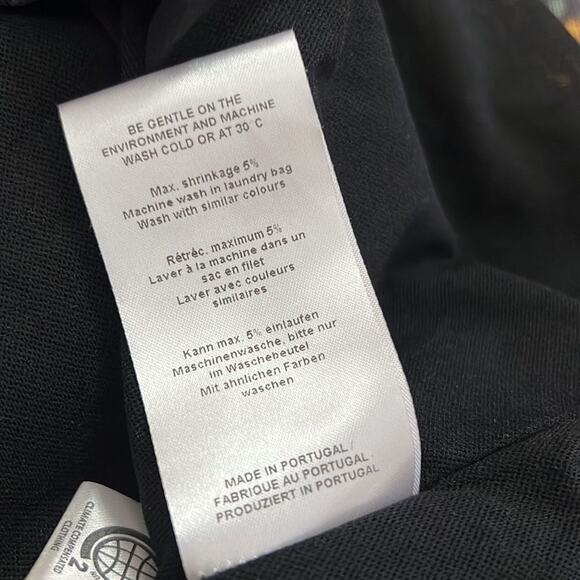 BE GENTLE ON THE
ENVIRONMENT AND MACHINE
WASH COLD OR AT 30°C
Max. shrinkage 5%
Machine wash in laundry bag
Wash with similar colours
Rétréc. maximum 5%
Laver à la machine dans un
sac en filet
Laver avec couleurs
similaires
Kann max. 5% einlaufen
Maschinenwäsche, bitte nur
im Wäschebeutel
Mit ähnlichen Farben
waschen
MADE IN PORTUGAL /
FABRIQUE AU PORTUGAL
PRODUZIERT IN PORTUGAL
CLIMATE COMPENSATED
CLOTHING
2